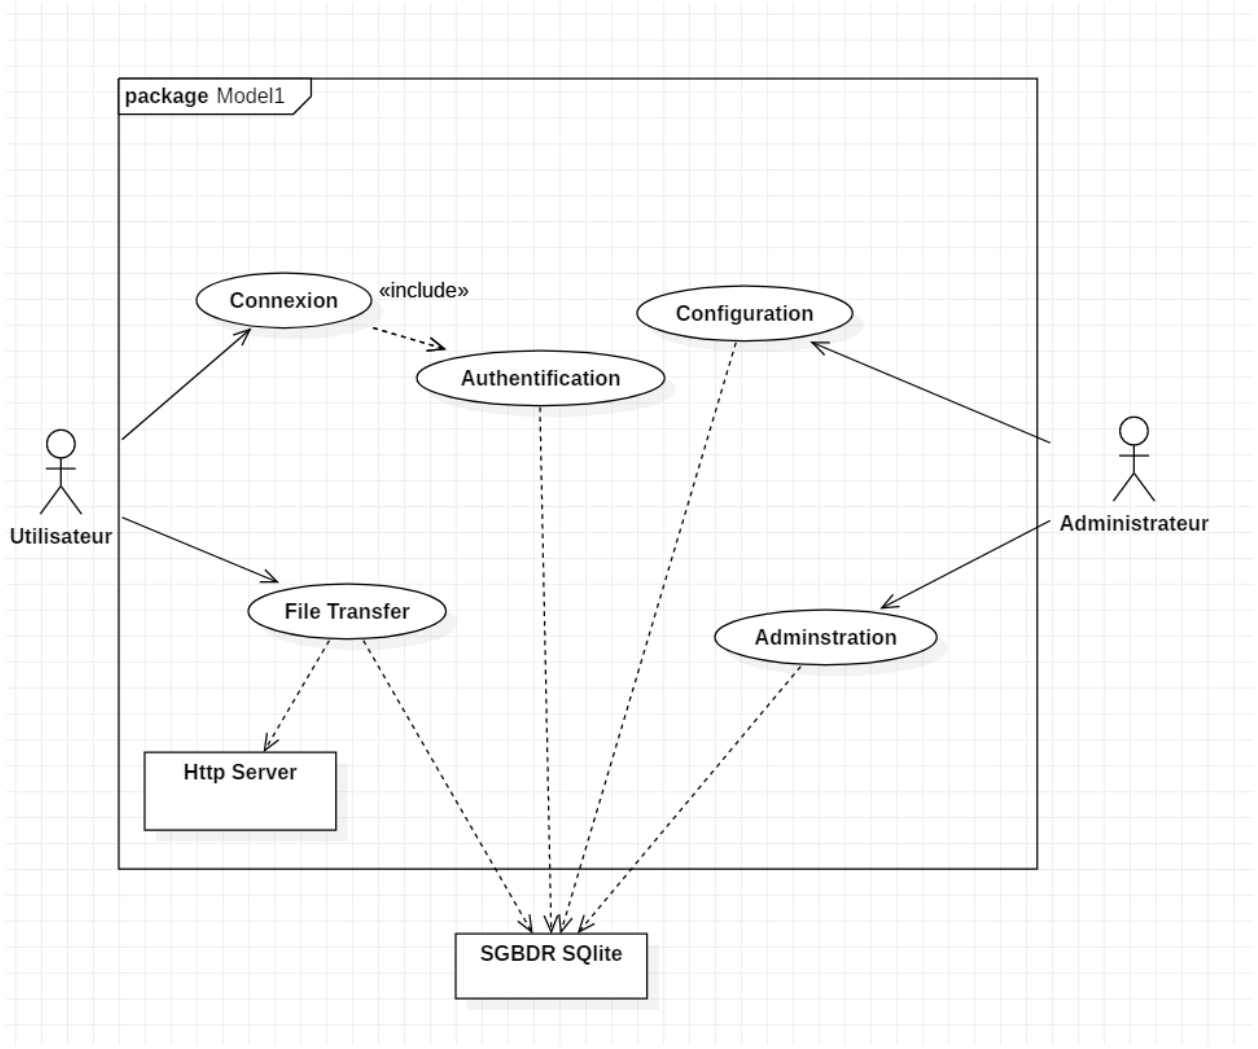 package Model1
Connexion
«include»
Configuration
Authentification
Utilisateur
Administrateur
File Transfer
Adminstration
Http Server
SGBDR SQlite